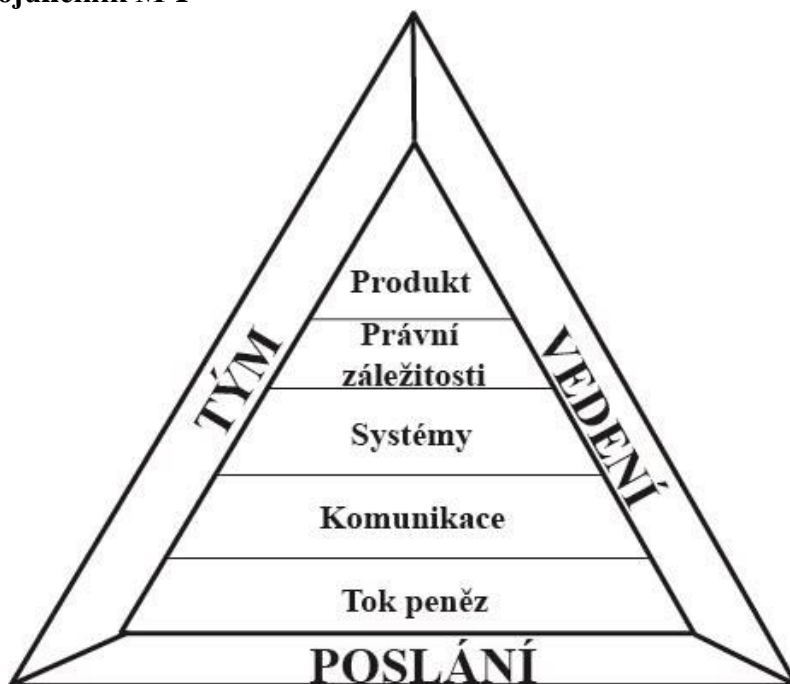 Produkt
Právní
záležitosti
Systémy
Komunikace
Tok peněz
TÝM
VEDENÍ
POSLÁNÍ